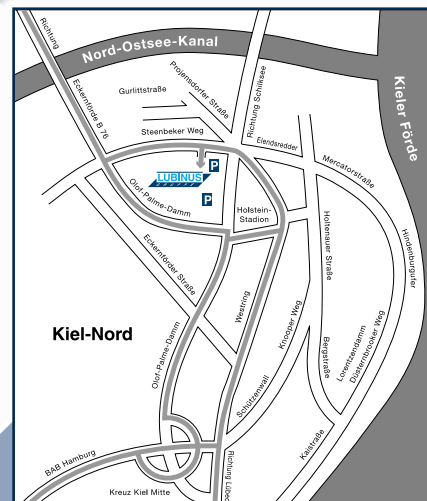 Richtung
Eckernförde B 76
Nord-Ostsee-Kanal
Kieler Förde
Gurlittstraße
Projensdorfer Straße
Richtung Schilksee
Steenbeker Weg
Elendsredder
Mercatorstraße
P
LUBINUS
P
Olof-Palme-Damm
Holstein-
Stadion
Holtenauer Straße
Hindenburgufer
Eckernförder Straße
Westring
Knooper Weg
Kiel-Nord
Olof-Palme-Damm
Bergstraße
Lorentzendamm
Düsternbrooker Weg
Schützenwall
Kaistraße
BAB Hamburg
Richtung Lübec
Kreuz Kiel Mitte